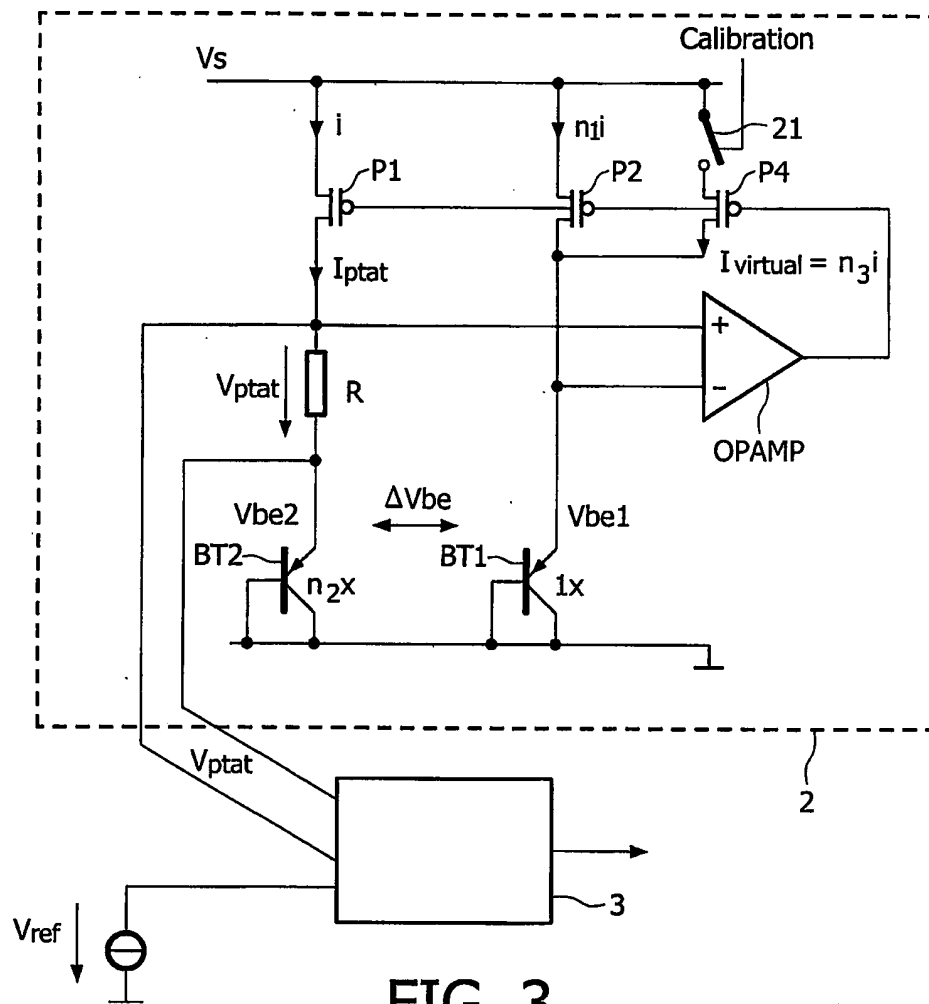 Calibration
Vs
21
i
n1i
P1
P2
P4
Iptat
Ivirtual = n3i
+
Vptat
R
−
OPAMP
ΔVbe
Vbe2
Vbe1
BT2
BT1
n2x
1x
Vptat
2
3
Vref
FIG. 3